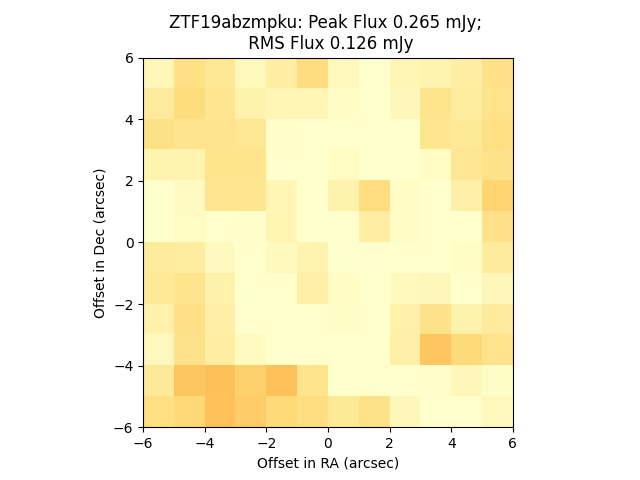 ZTF19abzmpku: Peak Flux 0.265 mJy;
RMS Flux 0.126 mJy
6
4
2
0
−2
−4
−6
Offset in Dec (arcsec)
−6 −4 −2 0 2 4 6
Offset in RA (arcsec)